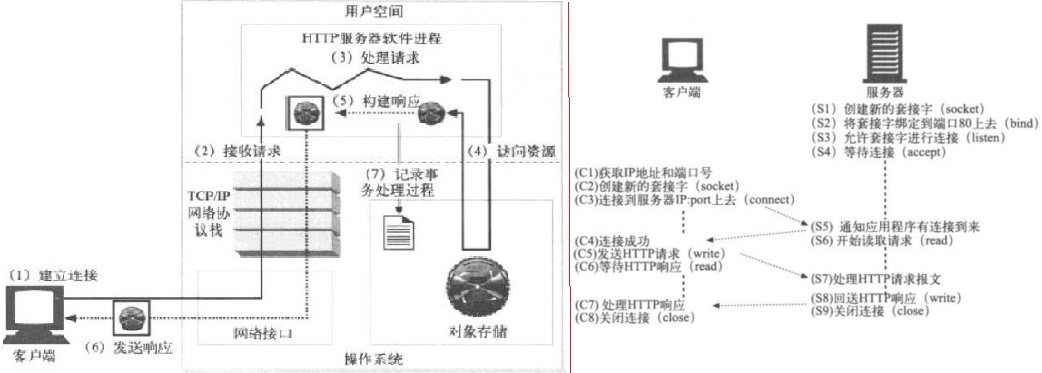 用户空间
HTTP服务器软件进程
（3）处理请求
（5）构建响应
（2）接收请求
（4）访问资源
（7）记录事
务处理过程
TCP/IP
网络协
议栈
（1）建立连接
网络接口
对象存储
（6）发送响应
客户端
操作系统
客户端
服务器
（S1）创建新的套接字（socket）
（S2）将套接字绑定到端口80上去（bind）
（S3）允许套接字进行连接（listen）
（S4）等待连接（accept）
(C1)获取IP地址和端口号
(C2)创建新的套接字（socket）
(C3)连接到服务器IP:port上去（connect）
（S5）通知应用程序有连接到来
（S6）开始读取请求（read）
(C4)连接成功
(C5)发送HTTP请求（write）
(C6)等待HTTP响应（read）
（S7)处理HTTP请求报文
（S8)回送HTTP响应（write）
（S9)关闭连接（close）
(C7) 处理HTTP响应
(C8)关闭连接（close）